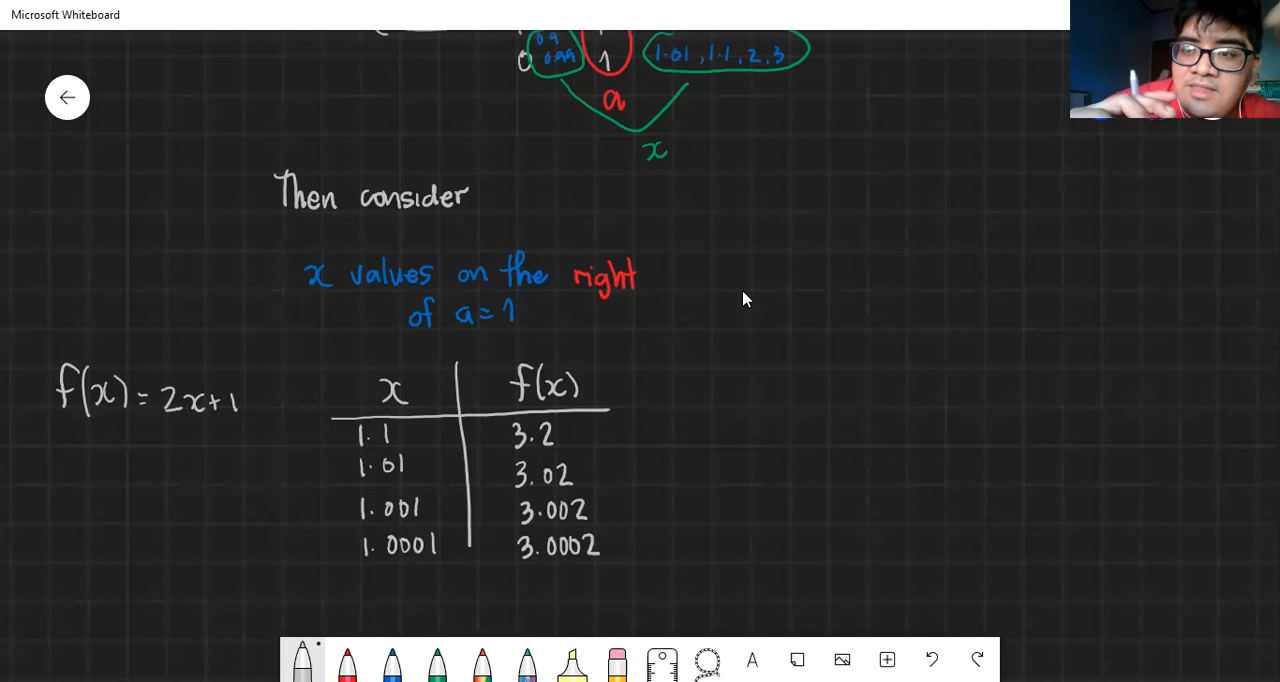 Microsoft Whiteboard
0.9
0 0.99 1 1.01, 1.1, 2, 3
a
x
Then consider
x values on the right
of a=1
f(x)=2x+1
x f(x)
1.1 3.2
1.01 3.02
1.001 3.002
1.0001 3.0002
A